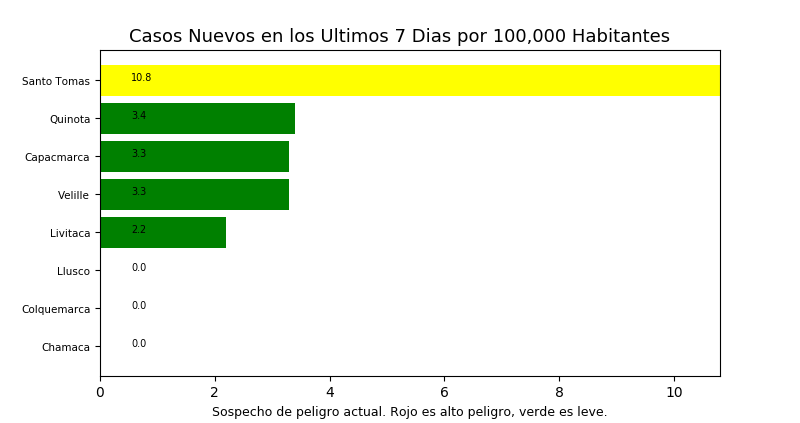 Casos Nuevos en los Ultimos 7 Dias por 100,000 Habitantes
Santo Tomas 10.8
Quinota 3.4
Capacmarca 3.3
Velille 3.3
Livitaca 2.2
Llusco 0.0
Colquemarca 0.0
Chamaca 0.0
0 2 4 6 8 10
Sospecho de peligro actual. Rojo es alto peligro, verde es leve.